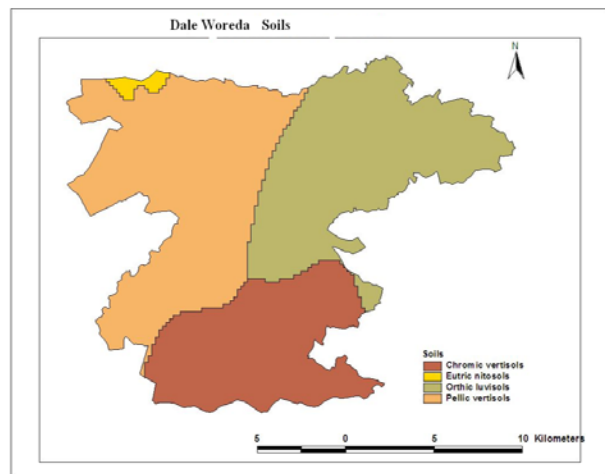 Dale Woreda Soils
N
Soils
Chromic vertisols
Eutric nitosols
Orthic luvisols
Pellic vertisols
5 0 5 10 Kilometers